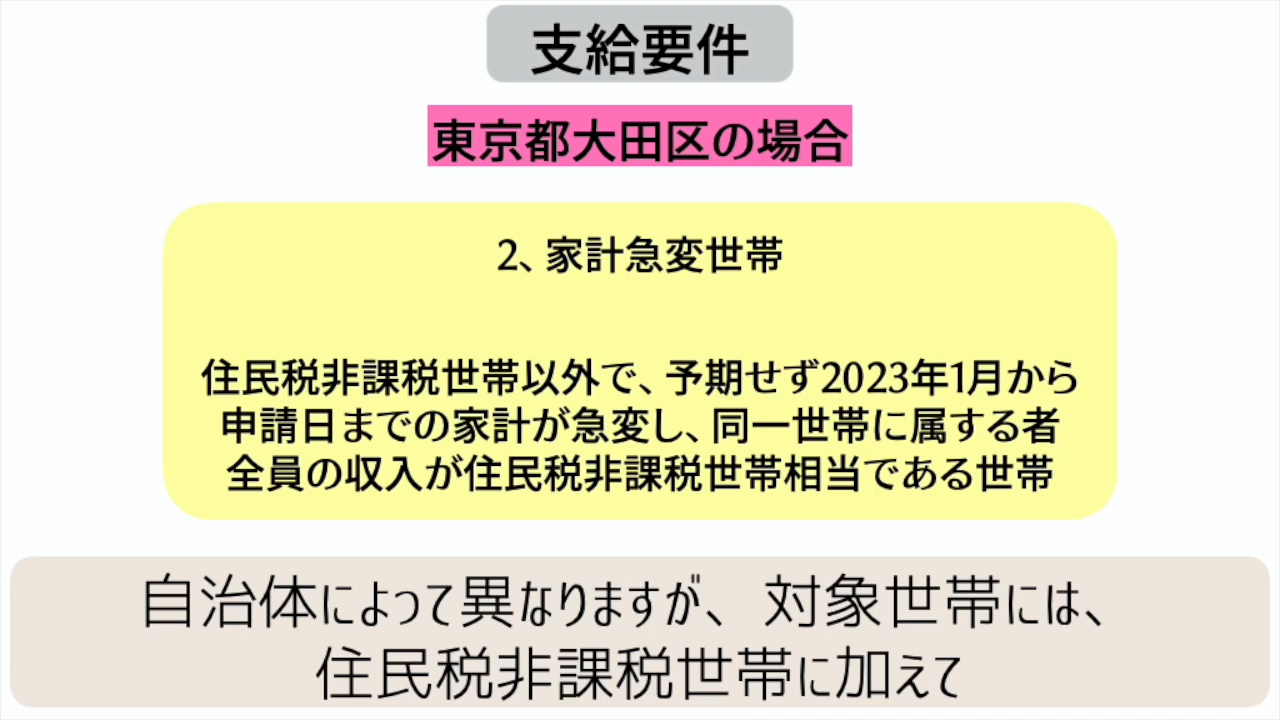 支給要件
東京都大田区の場合
2、家計急変世帯
住民税非課税世帯以外で、予期せず2023年1月から
申請日までの家計が急変し、同一世帯に属する者
全員の収入が住民税非課税世帯相当である世帯
自治体によって異なりますが、対象世帯には、
住民税非課税世帯に加えて